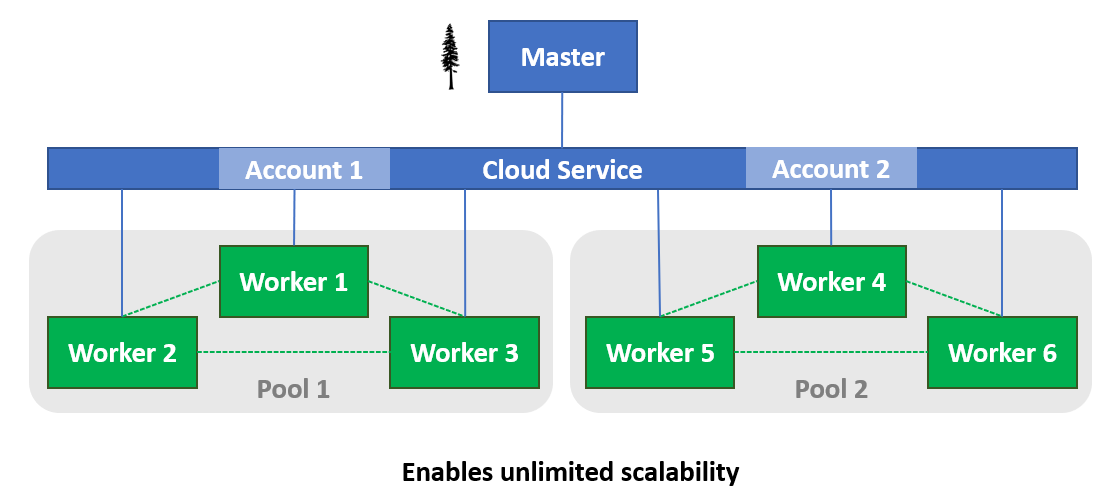 Master
Account 1
Cloud Service
Account 2
Worker 1
Worker 4
Worker 2
Worker 3
Worker 5
Worker 6
Pool 1
Pool 2
Enables unlimited scalability